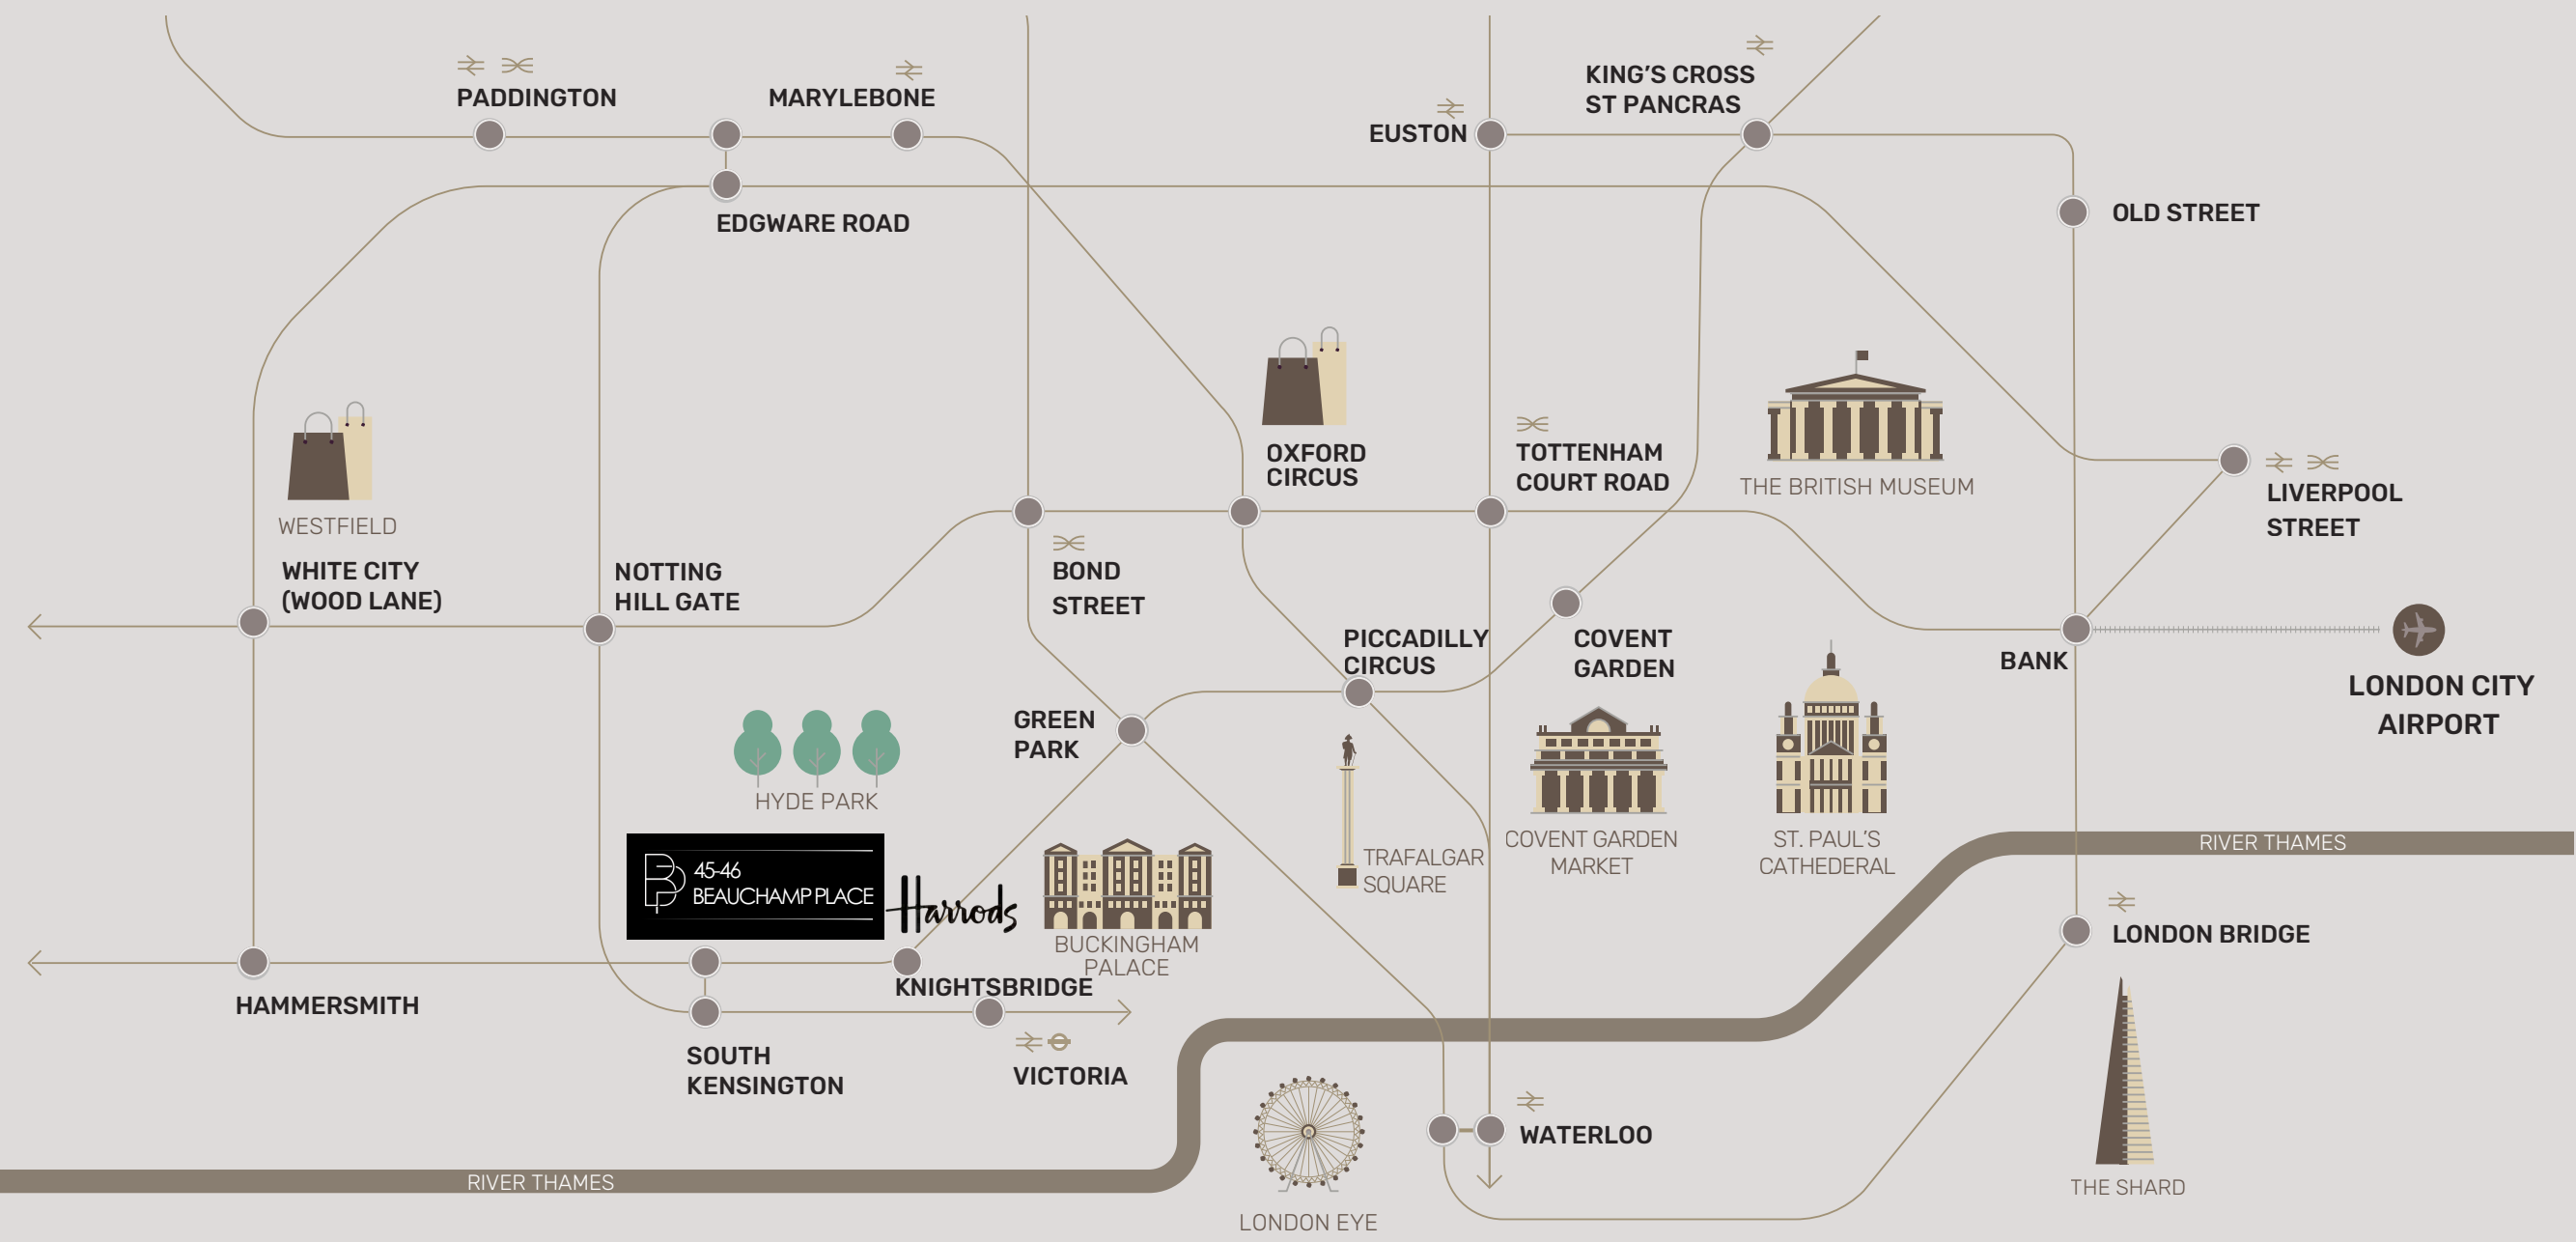 PADDINGTON
MARYLEBONE
EUSTON
KING'S CROSS
ST PANCRAS
EDGWARE ROAD
OLD STREET
OXFORD
CIRCUS
TOTTENHAM
COURT ROAD
THE BRITISH MUSEUM
LIVERPOOL
STREET
WESTFIELD
WHITE CITY
(WOOD LANE)
NOTTING
HILL GATE
BOND
STREET
PICCADILLY
CIRCUS
COVENT
GARDEN
BANK
LONDON CITY
AIRPORT
GREEN
PARK
HYDE PARK
45-46
BEAUCHAMP PLACE
Harrods
BUCKINGHAM
PALACE
TRAFALGAR
SQUARE
COVENT GARDEN
MARKET
ST. PAUL'S
CATHEDERAL
RIVER THAMES
LONDON BRIDGE
HAMMERSMITH
KNIGHTSBRIDGE
SOUTH
KENSINGTON
VICTORIA
WATERLOO
RIVER THAMES
LONDON EYE
THE SHARD